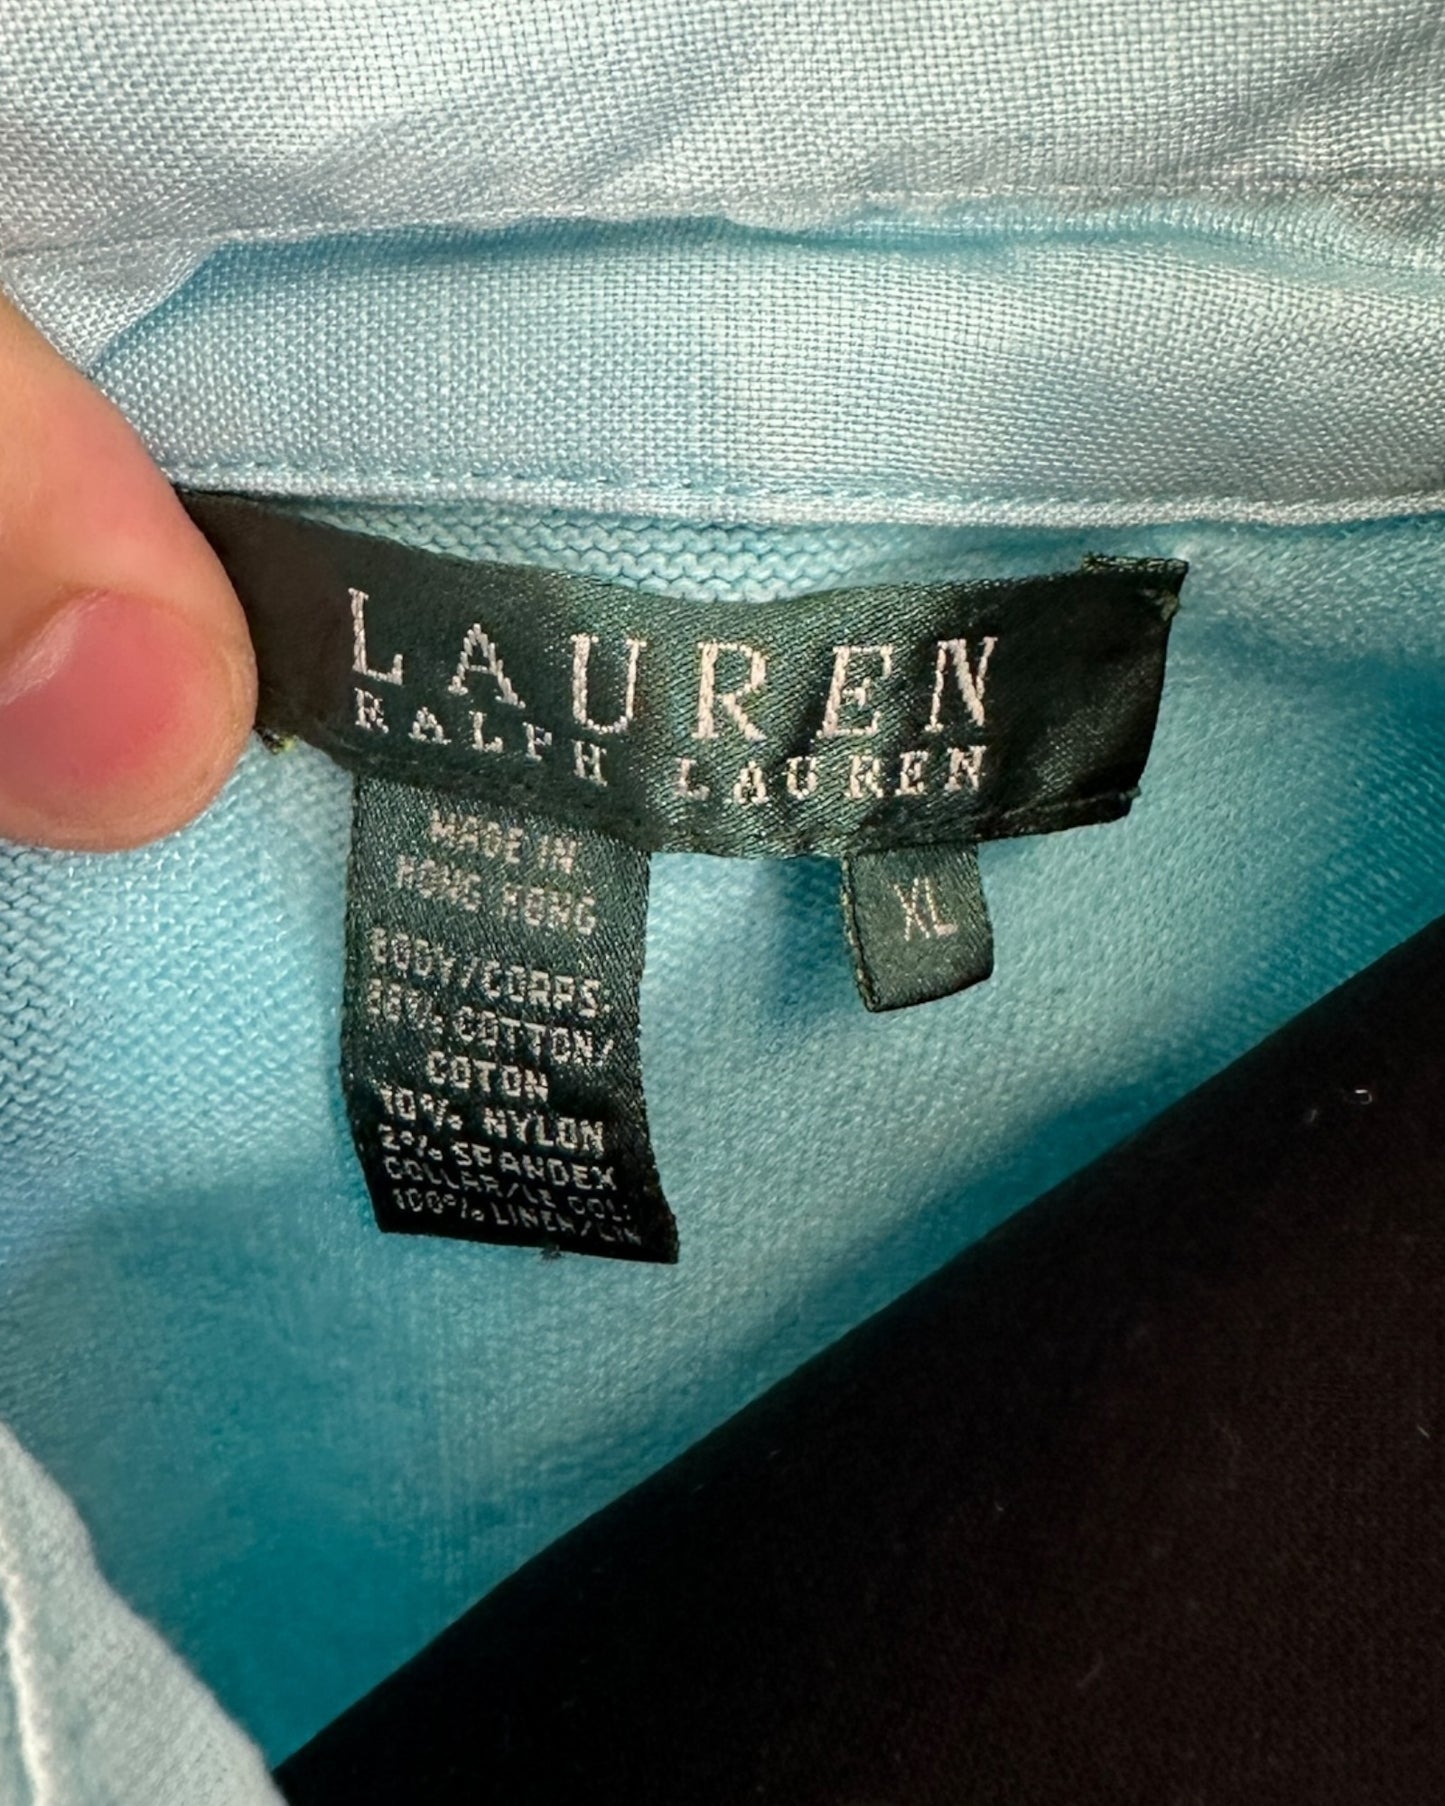 LAUREN
RALPH LAUREN
MADE IN
HONG KONG
XL
BODY/CORPS:
88% COTTON/
COTON
10% NYLON
2% SPANDEX
COLLAR/LE COL:
100% LINEN/LIN